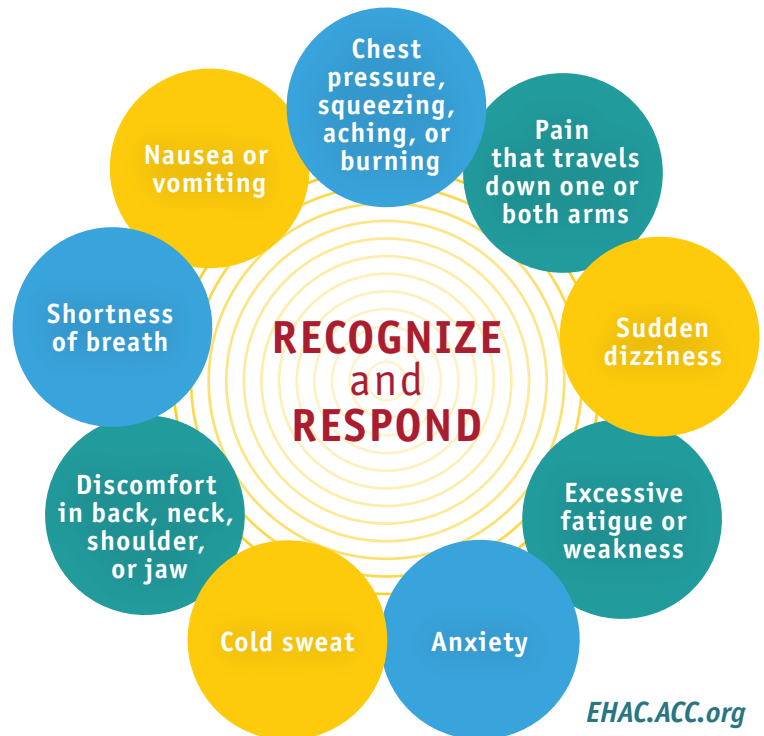 Chest
pressure,
squeezing,
aching, or
burning
Pain
that travels
down one or
both arms
Sudden
dizziness
Excessive
fatigue or
weakness
Anxiety
Cold sweat
Discomfort
in back, neck,
shoulder,
or jaw
Shortness
of breath
Nausea or
vomiting
RECOGNIZE
and
RESPOND
EHAC.ACC.org